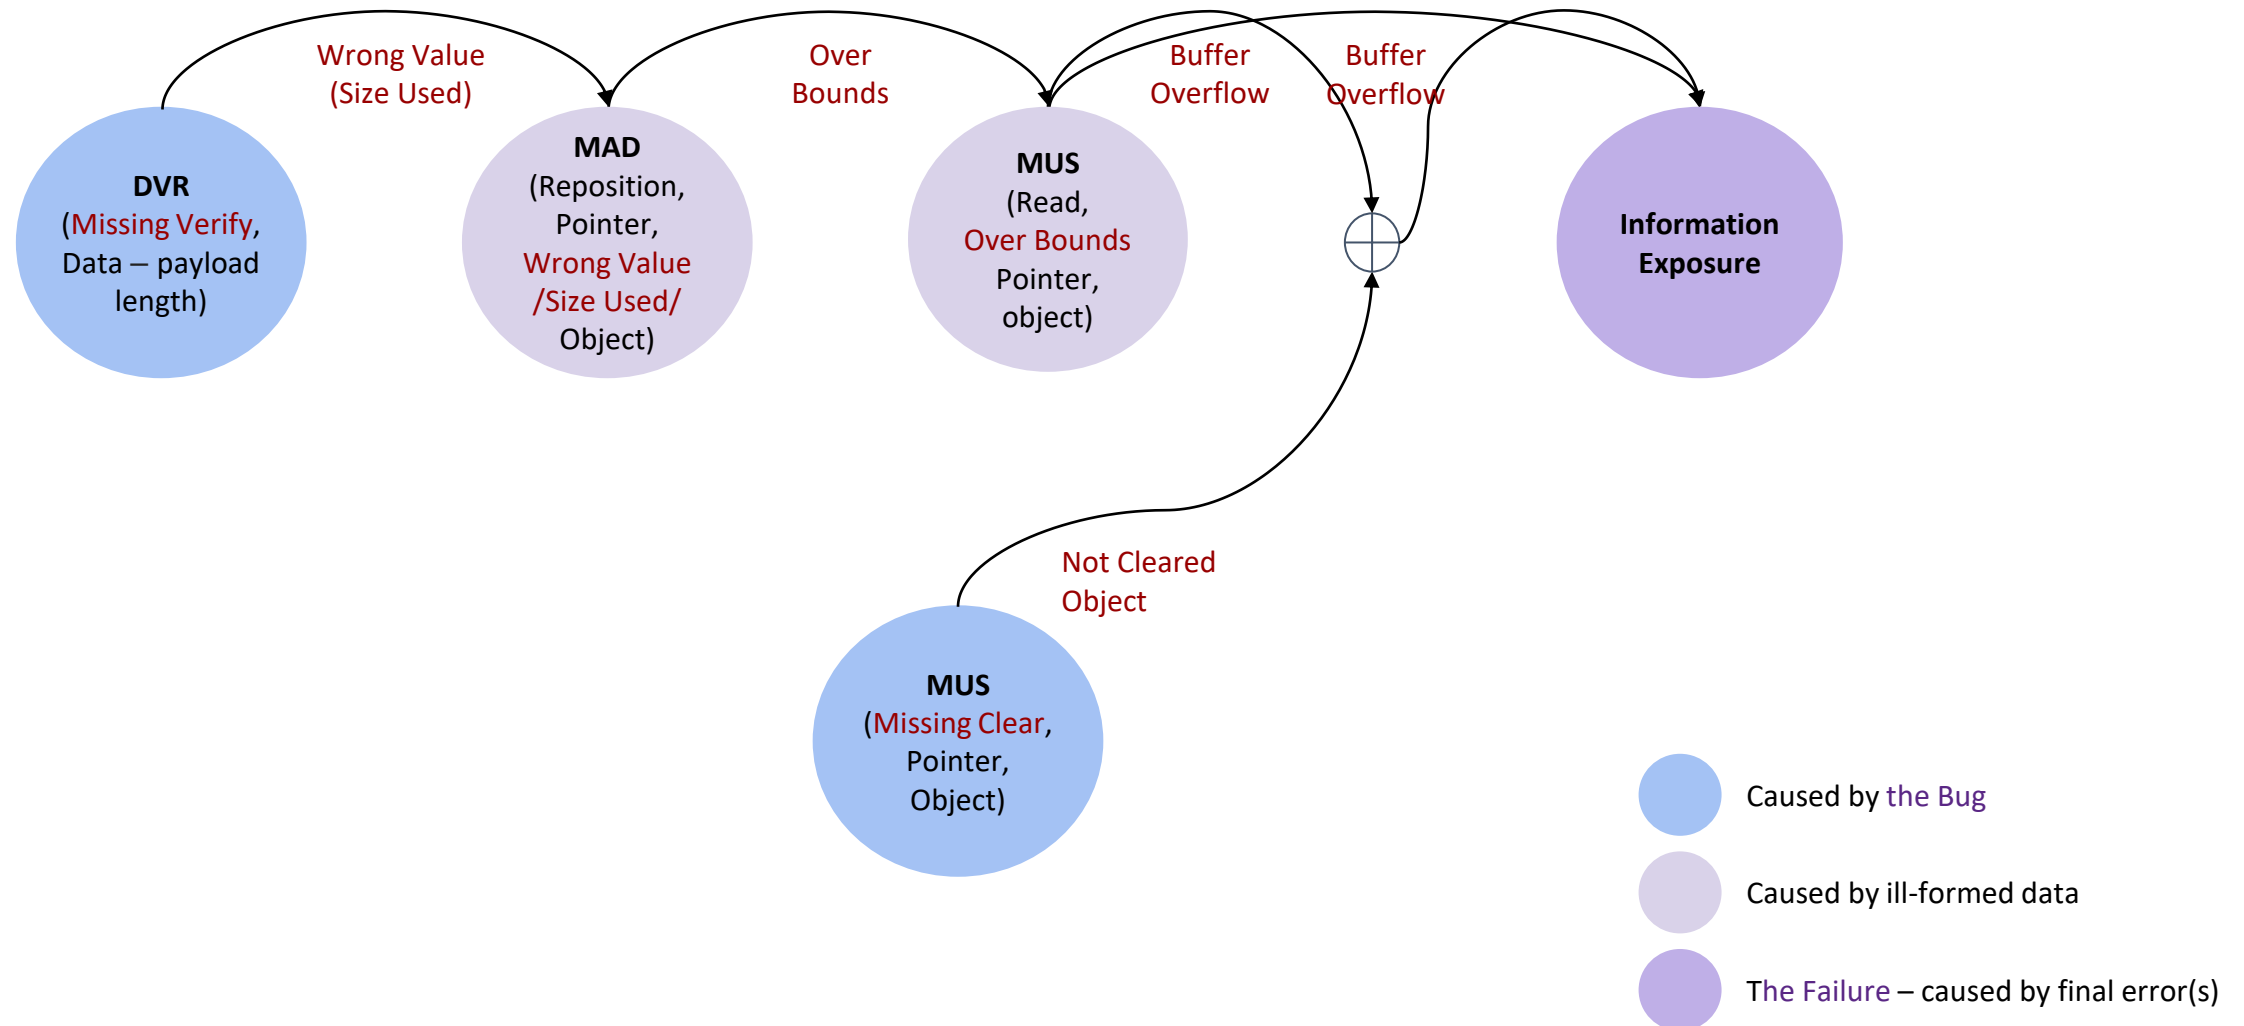 Wrong Value
(Size Used)
Over
Bounds
Buffer
Overflow
Buffer
Overflow
DVR
(Missing Verify,
Data – payload
length)
MAD
(Reposition,
Pointer,
Wrong Value
/Size Used/
Object)
MUS
(Read,
Over Bounds
Pointer,
object)
Information
Exposure
Not Cleared
Object
MUS
(Missing Clear,
Pointer,
Object)
Caused by the Bug
Caused by ill-formed data
The Failure – caused by final error(s)